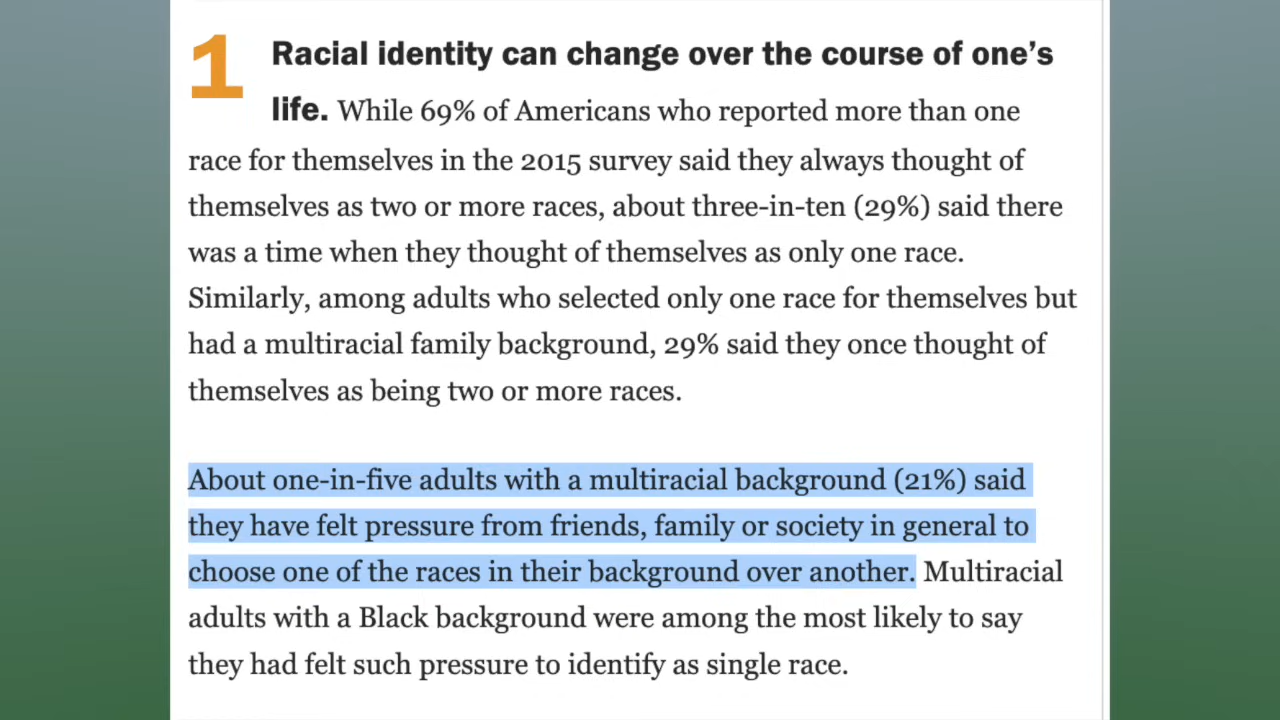 1 Racial identity can change over the course of one’s
life. While 69% of Americans who reported more than one
race for themselves in the 2015 survey said they always thought of
themselves as two or more races, about three-in-ten (29%) said there
was a time when they thought of themselves as only one race.
Similarly, among adults who selected only one race for themselves but
had a multiracial family background, 29% said they once thought of
themselves as being two or more races.
About one-in-five adults with a multiracial background (21%) said
they have felt pressure from friends, family or society in general to
choose one of the races in their background over another. Multiracial
adults with a Black background were among the most likely to say
they had felt such pressure to identify as single race.